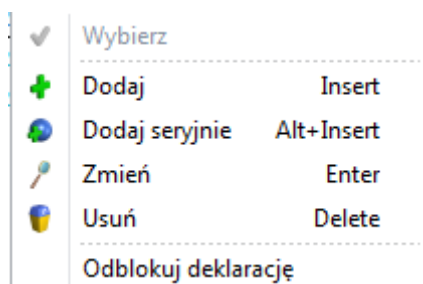 Wybierz
Dodaj Insert
Dodaj seryjnie Alt+Insert
Zmień Enter
Usuń Delete
Odblokuj deklarację